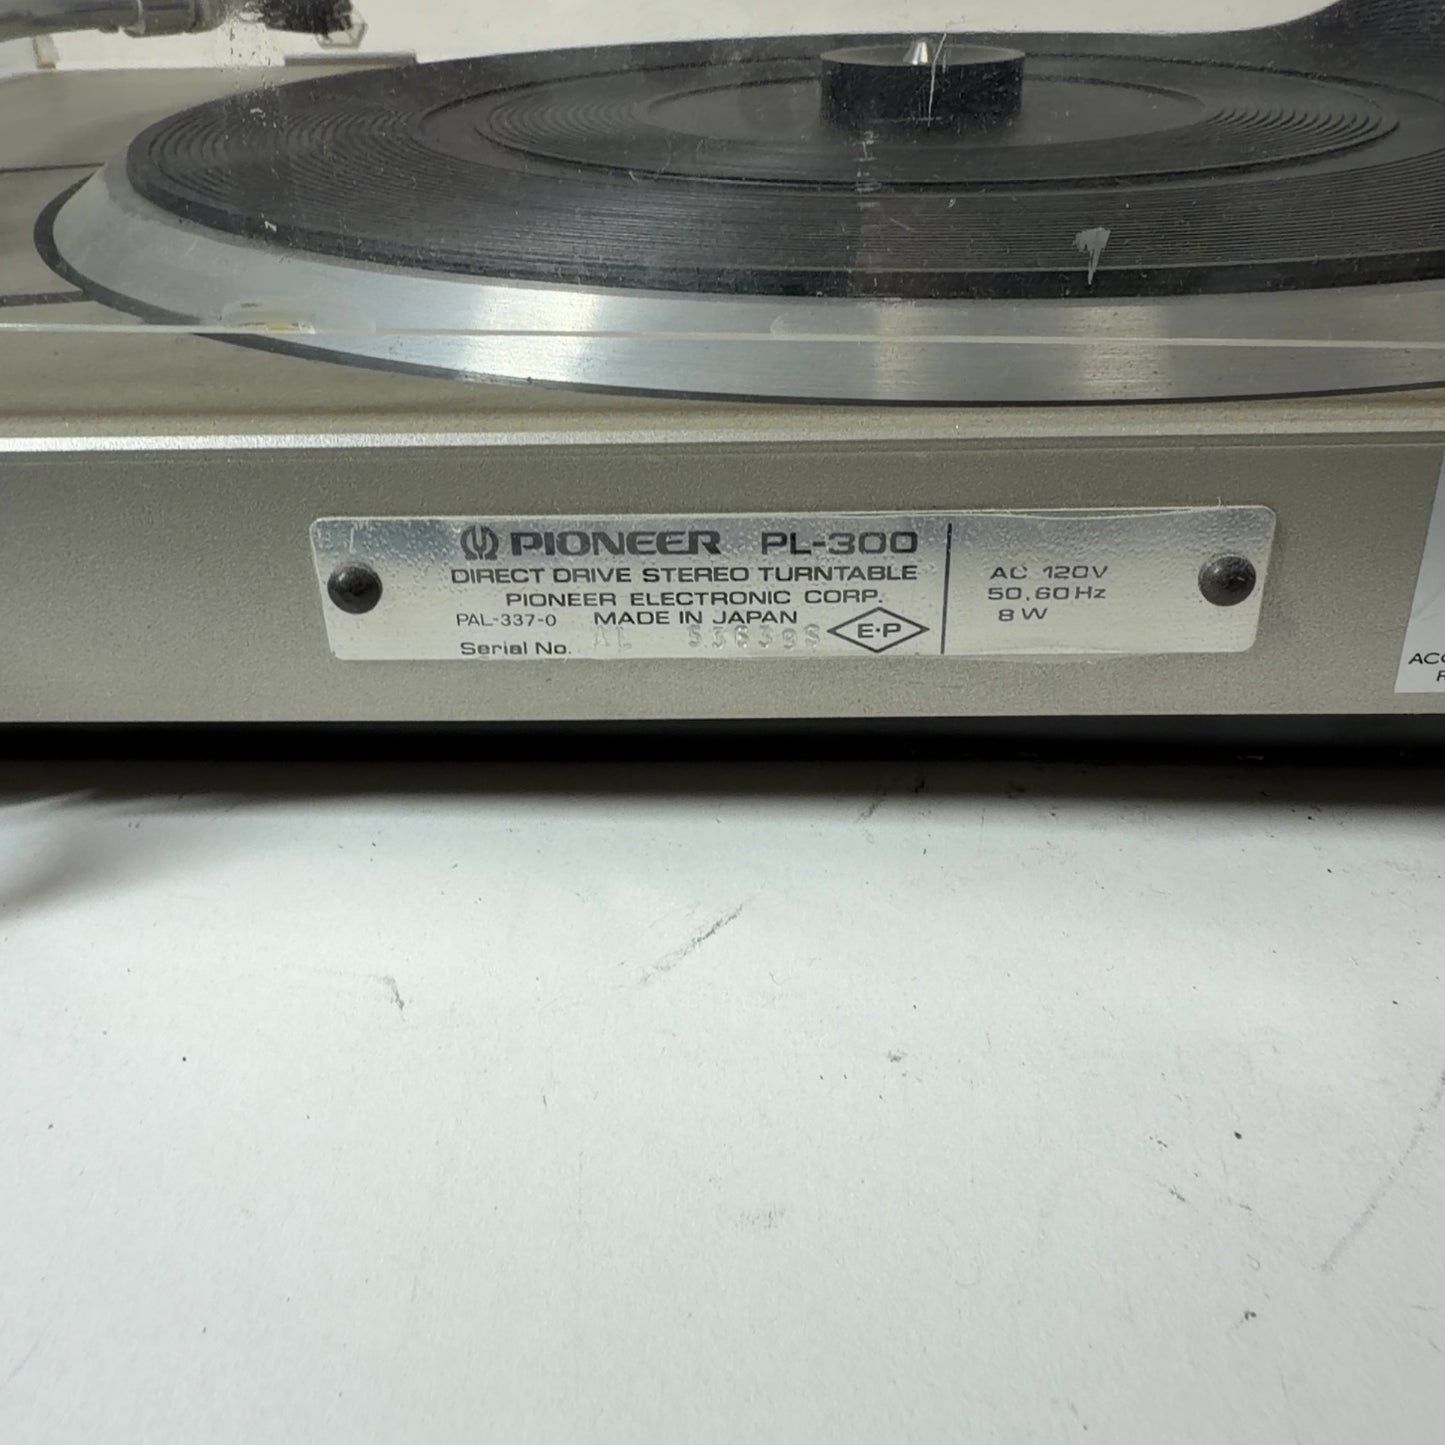 PIONEER PL-300
DIRECT DRIVE STEREO TURNTABLE
PIONEER ELECTRONIC CORP.
PAL-337-0 MADE IN JAPAN
Serial No.
E·P
AC 120V
50,60Hz
8W